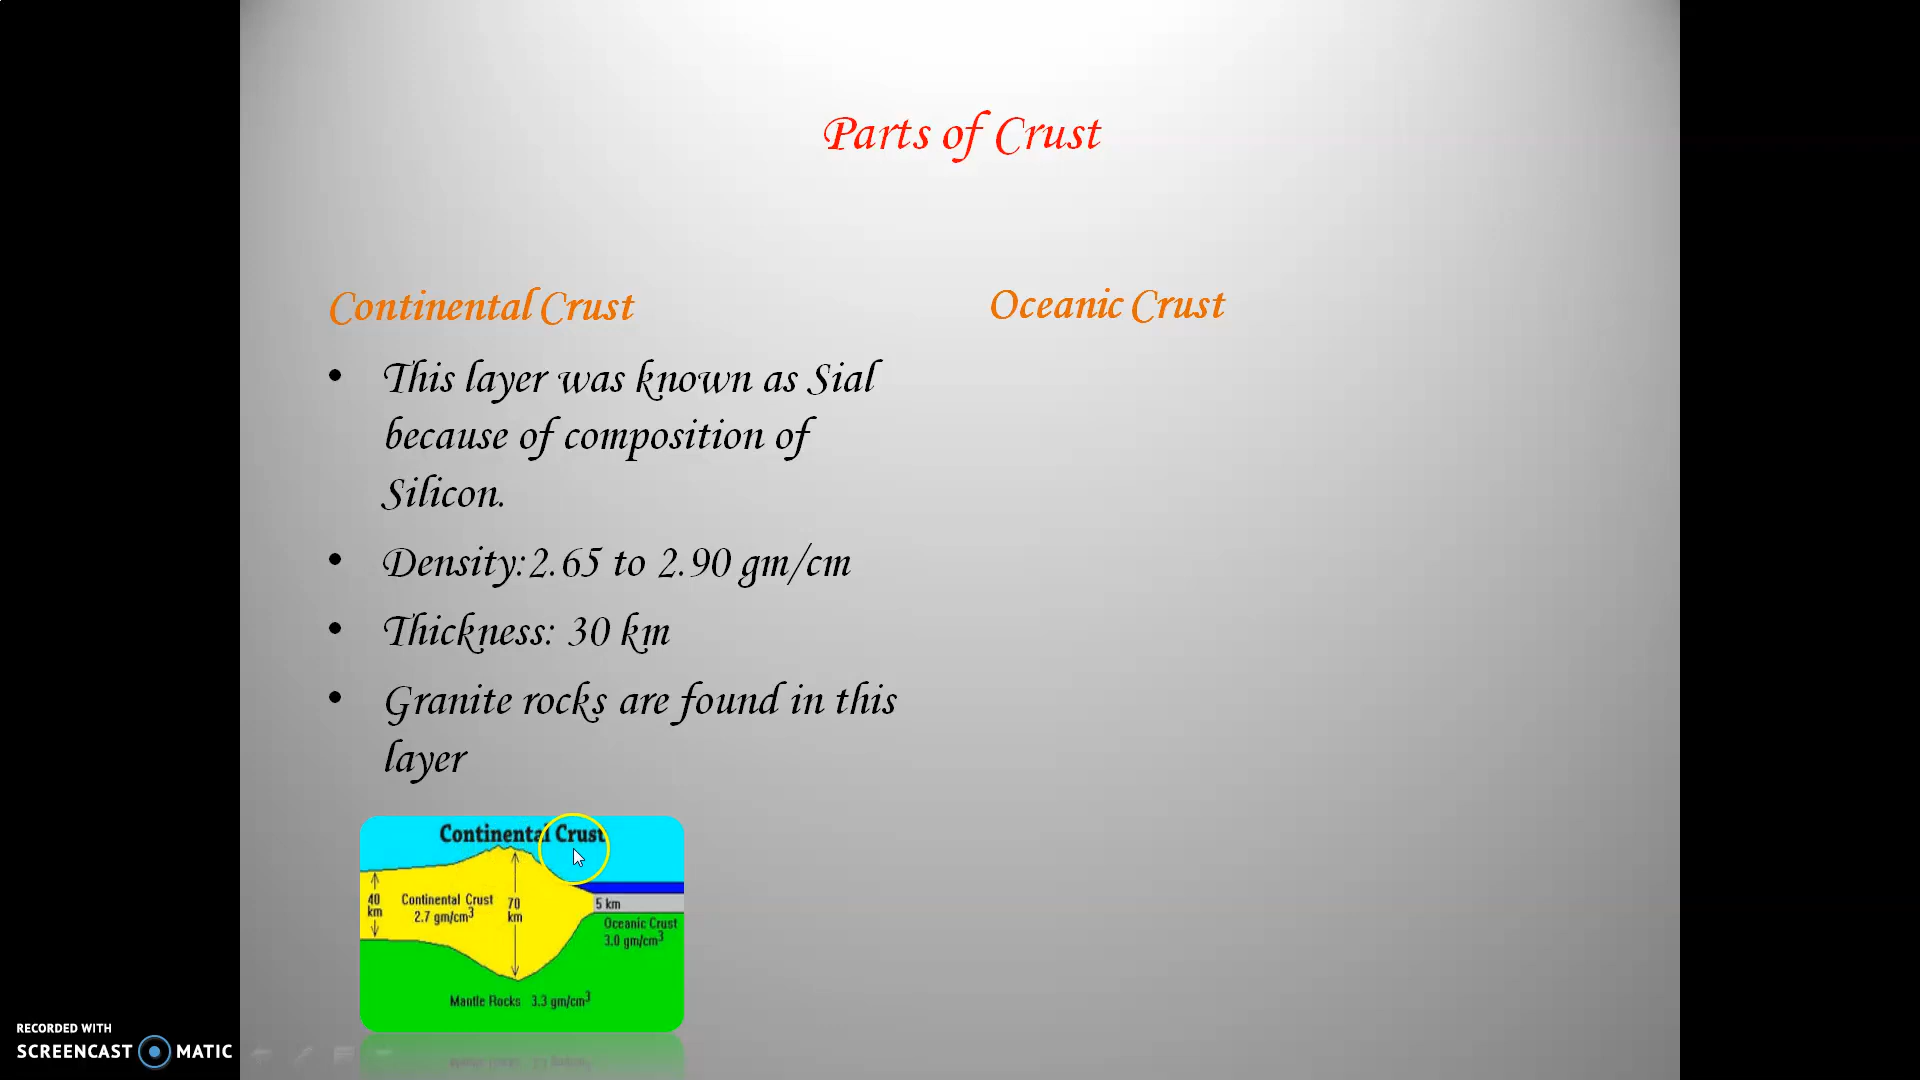 Parts of Crust
Continental Crust
• This layer was known as Sial
because of composition of
Silicon.
• Density:2.65 to 2.90 gm/cm
• Thickness: 30 km
• Granite rocks are found in this
layer
Oceanic Crust
Continental Crust
40
km
Continental Crust
2.7 gm/cm³
70
km
5 km
Oceanic Crust
3.0 gm/cm³
Mantle Rocks 3.3 gm/cm³
RECORDED WITH
SCREENCAST MATIC